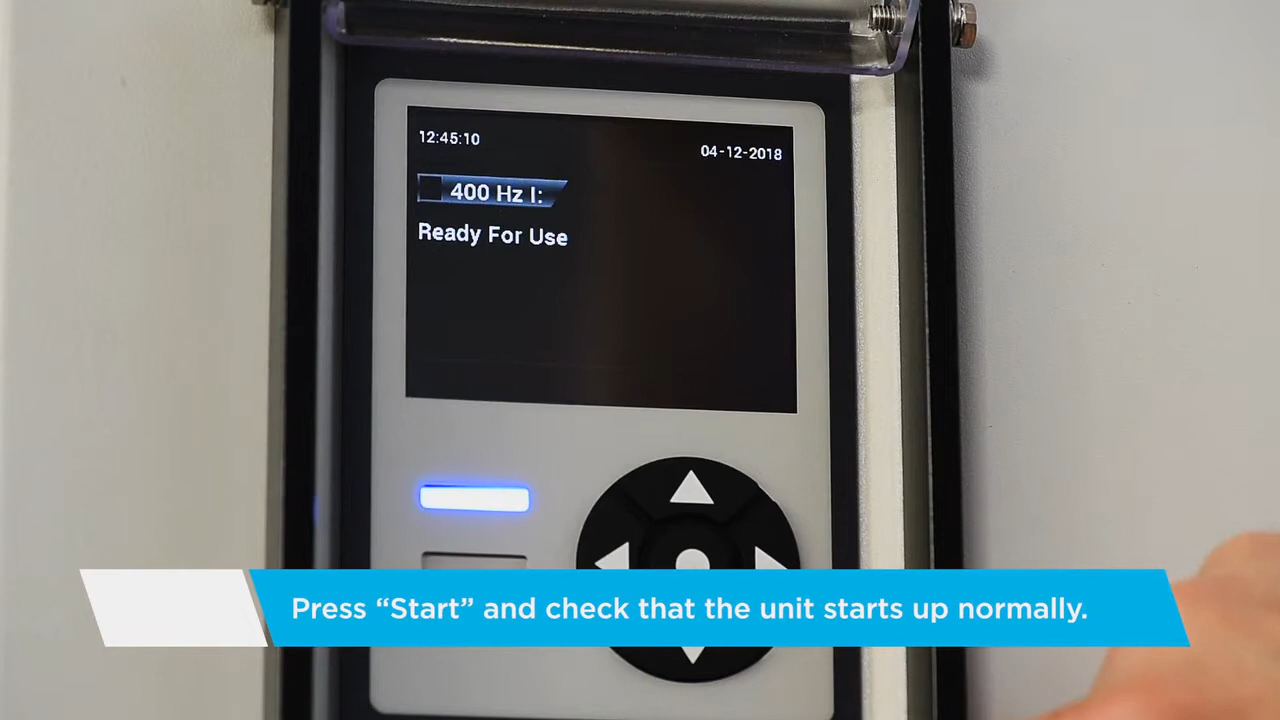 12:45:10
04-12-2018
400 Hz I:
Ready For Use
Press “Start” and check that the unit starts up normally.